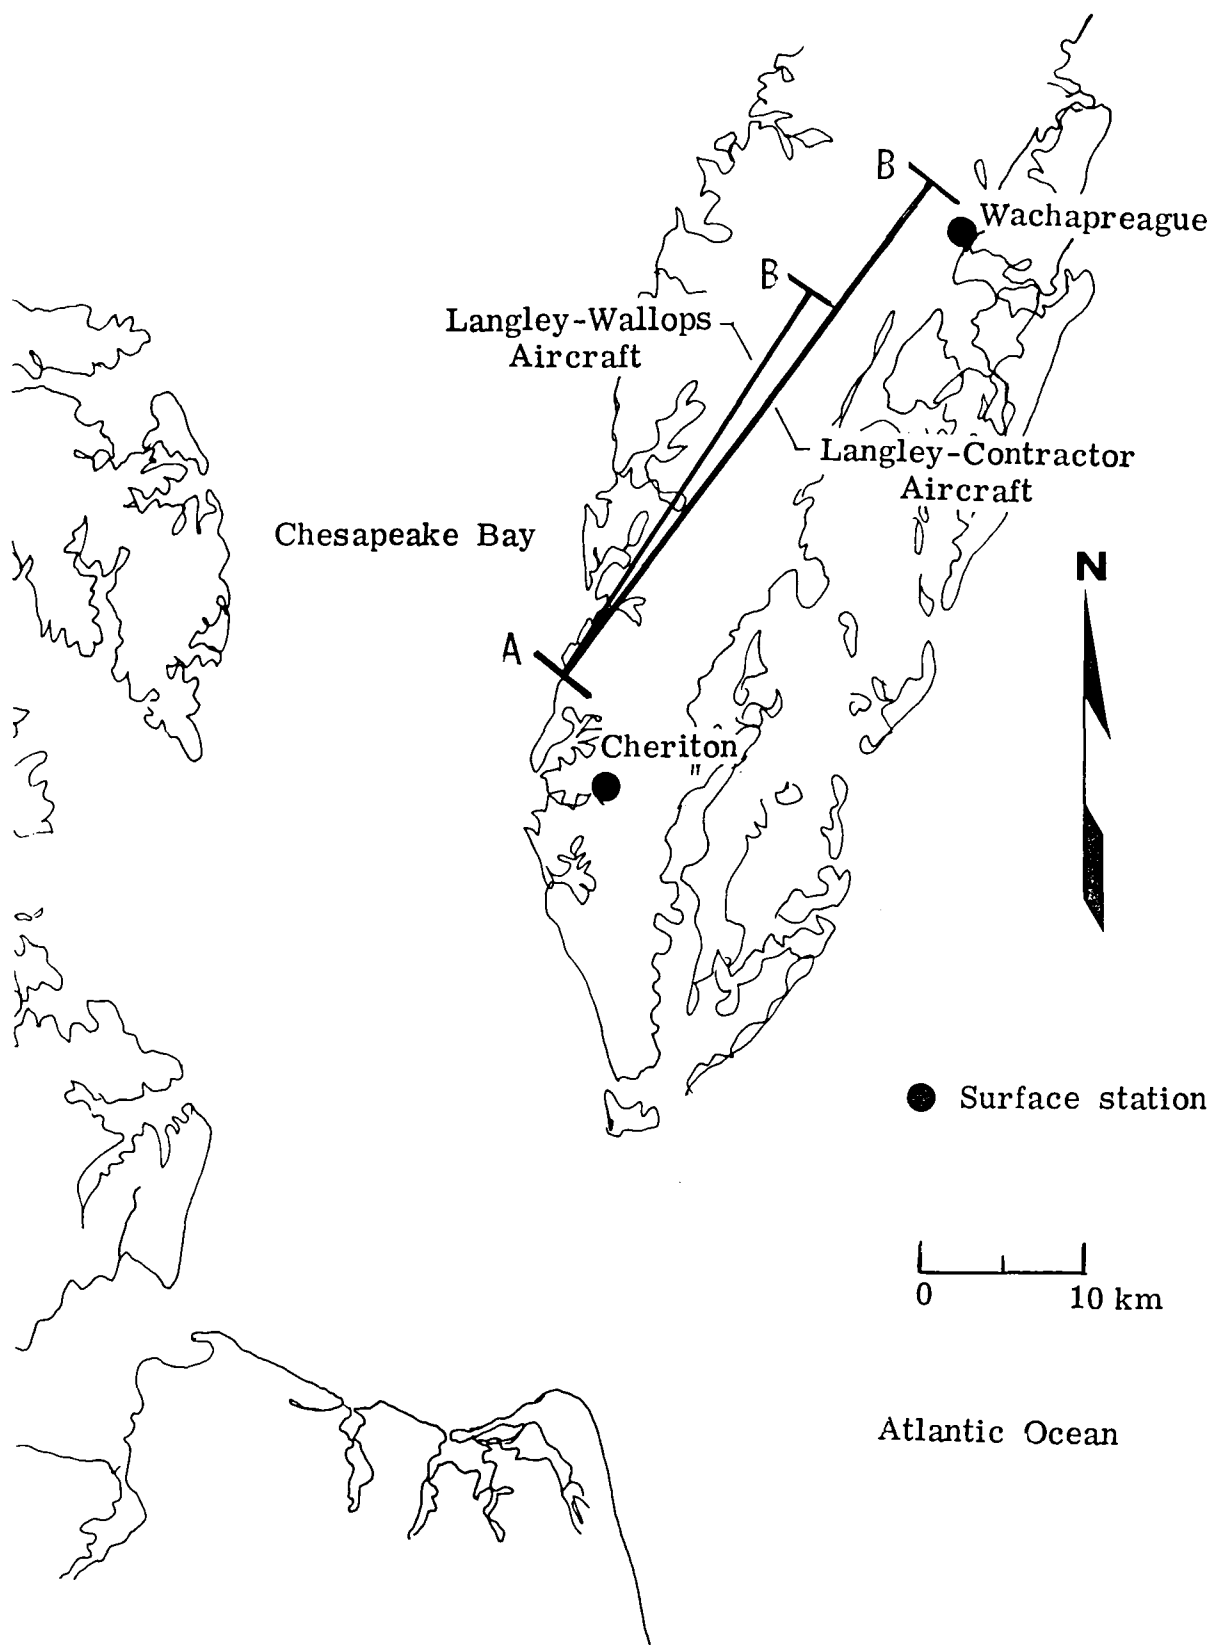 B
Wachapreague
B
Langley-Wallops
Aircraft
Langley-Contractor
Aircraft
Chesapeake Bay
N
A
Cheriton
Surface station
0 10 km
Atlantic Ocean